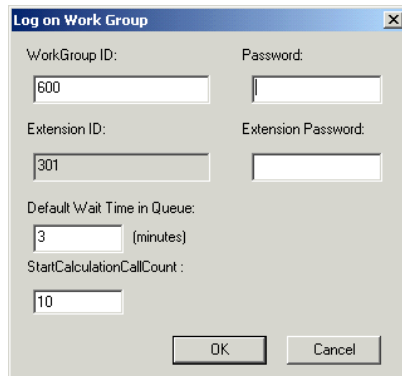 Log on Work Group
WorkGroup ID: Password:
600
Extension ID: Extension Password:
301
Default Wait Time in Queue:
3 (minutes)
StartCalculationCallCount :
10
OK Cancel